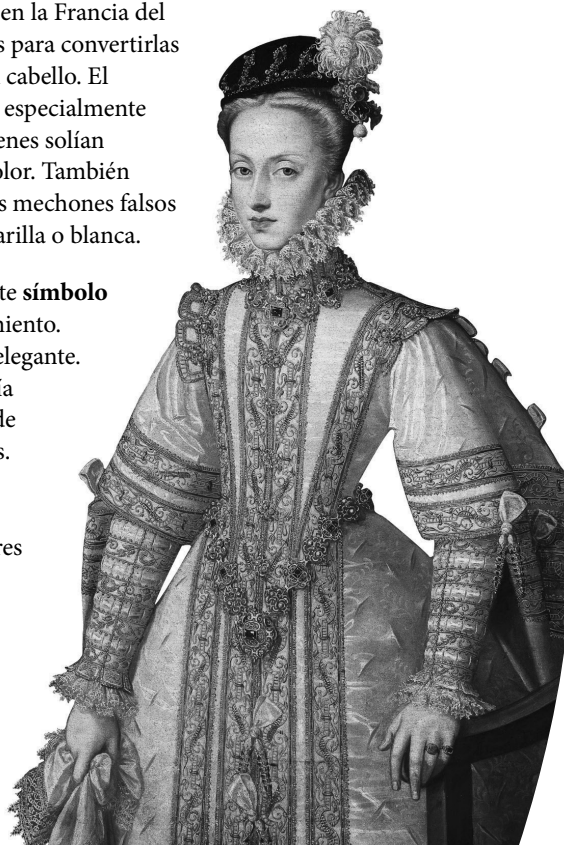 en la Francia del
s para convertirlas
cabello. El
especialmente
enes solían
olor. También
s mechones falsos
arilla o blanca.
te símbolo
niento.
elegante.
ía
de
s.
res